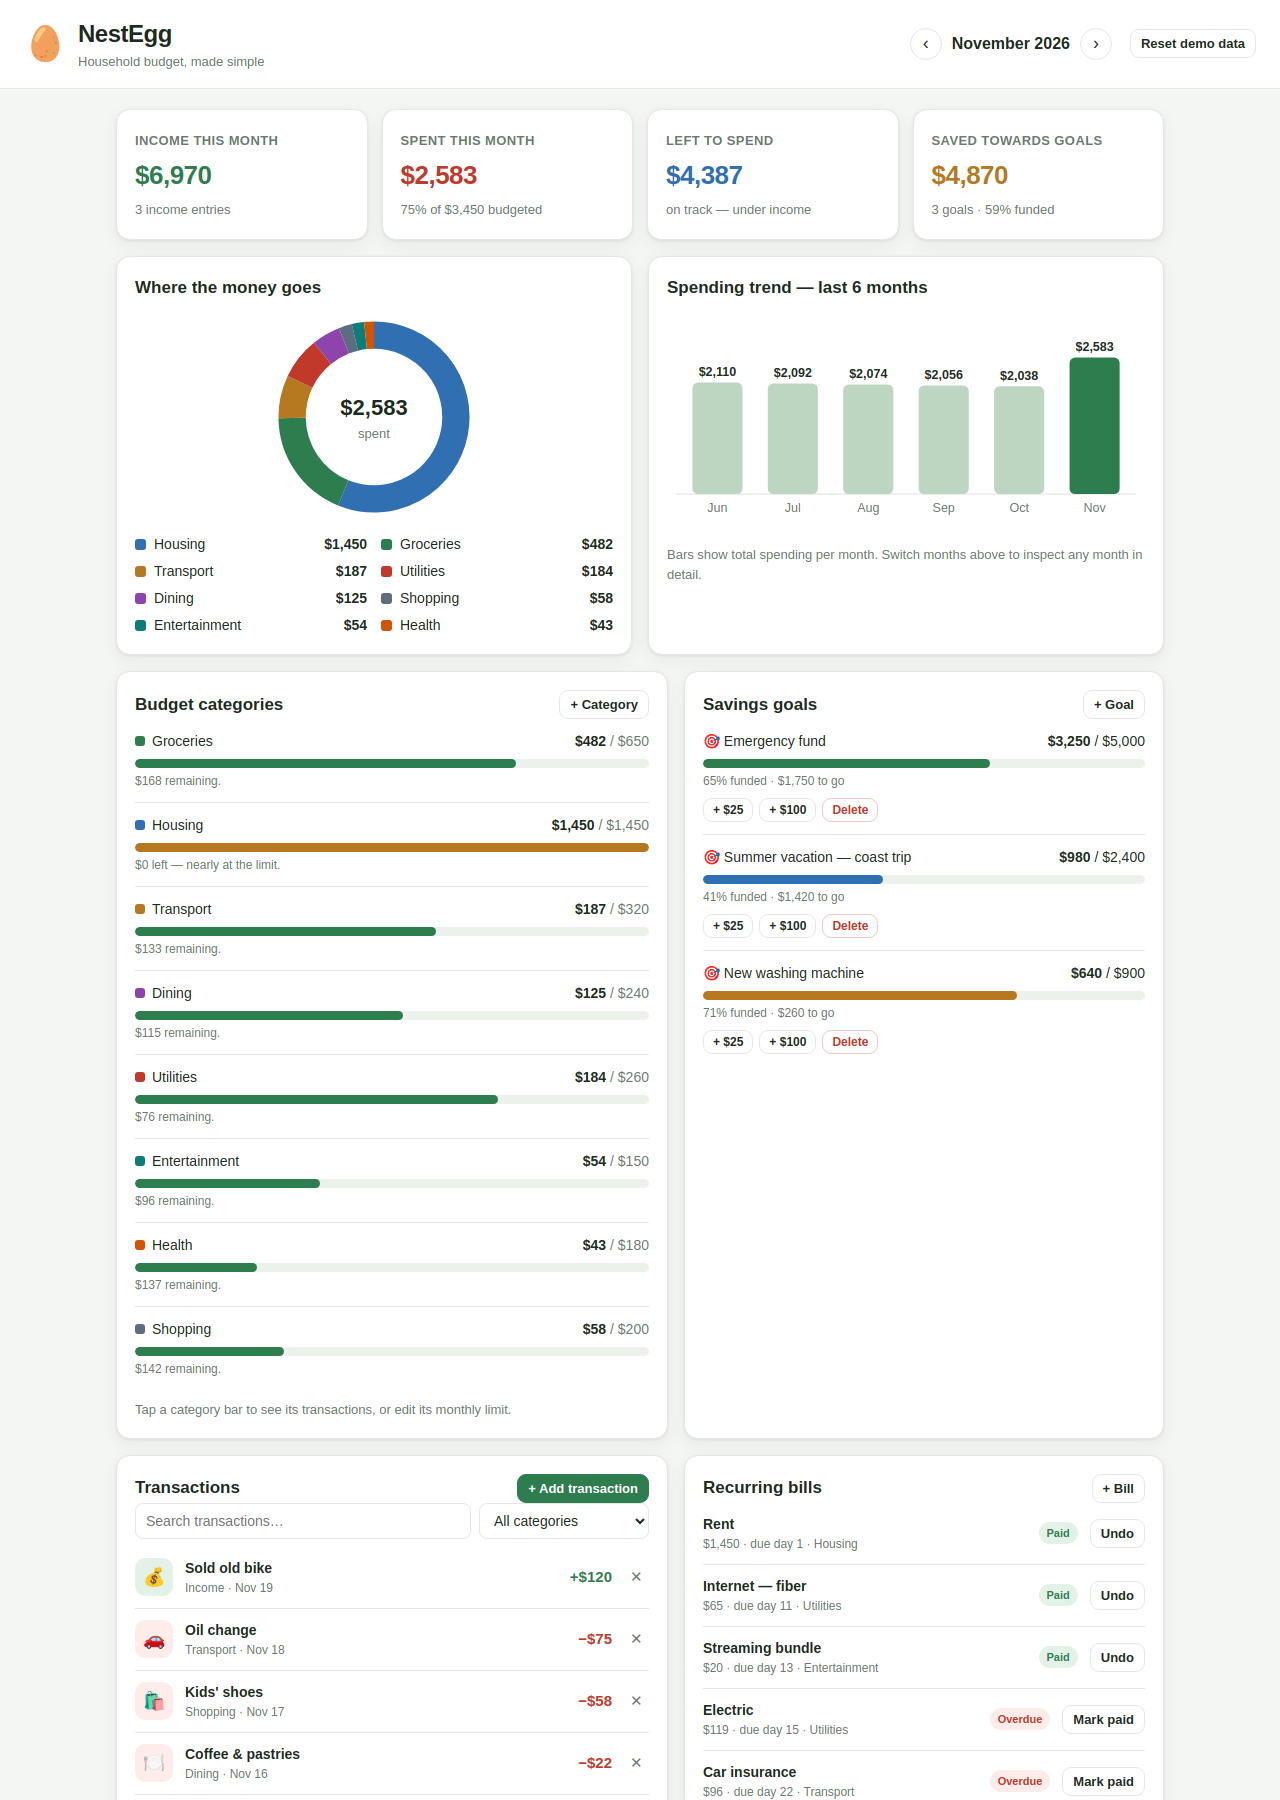 NestEgg
Household budget, made simple
‹ November 2026 › Reset demo data
INCOME THIS MONTH
$6,970
3 income entries
SPENT THIS MONTH
$2,583
75% of $3,450 budgeted
LEFT TO SPEND
$4,387
on track — under income
SAVED TOWARDS GOALS
$4,870
3 goals · 59% funded
Where the money goes
$2,583
spent
Housing $1,450
Groceries $482
Transport $187
Utilities $184
Dining $125
Shopping $58
Entertainment $54
Health $43
Spending trend — last 6 months
$2,110 $2,092 $2,074 $2,056 $2,038 $2,583
Jun Jul Aug Sep Oct Nov
Bars show total spending per month. Switch months above to inspect any month in
detail.
Budget categories + Category
Groceries $482 / $650
$168 remaining.
Housing $1,450 / $1,450
$0 left — nearly at the limit.
Transport $187 / $320
$133 remaining.
Dining $125 / $240
$115 remaining.
Utilities $184 / $260
$76 remaining.
Entertainment $54 / $150
$96 remaining.
Health $43 / $180
$137 remaining.
Shopping $58 / $200
$142 remaining.
Tap a category bar to see its transactions, or edit its monthly limit.
Savings goals + Goal
Emergency fund $3,250 / $5,000
65% funded · $1,750 to go
+ $25 + $100 Delete
Summer vacation — coast trip $980 / $2,400
41% funded · $1,420 to go
+ $25 + $100 Delete
New washing machine $640 / $900
71% funded · $260 to go
+ $25 + $100 Delete
Transactions + Add transaction
Search transactions… All categories
Sold old bike +$120 ✕
Income · Nov 19
Oil change −$75 ✕
Transport · Nov 18
Kids' shoes −$58 ✕
Shopping · Nov 17
Coffee & pastries −$22 ✕
Dining · Nov 16
Recurring bills + Bill
Rent Paid Undo
$1,450 · due day 1 · Housing
Internet — fiber Paid Undo
$65 · due day 11 · Utilities
Streaming bundle Paid Undo
$20 · due day 13 · Entertainment
Electric Overdue Mark paid
$119 · due day 15 · Utilities
Car insurance Overdue Mark paid
$96 · due day 22 · Transport